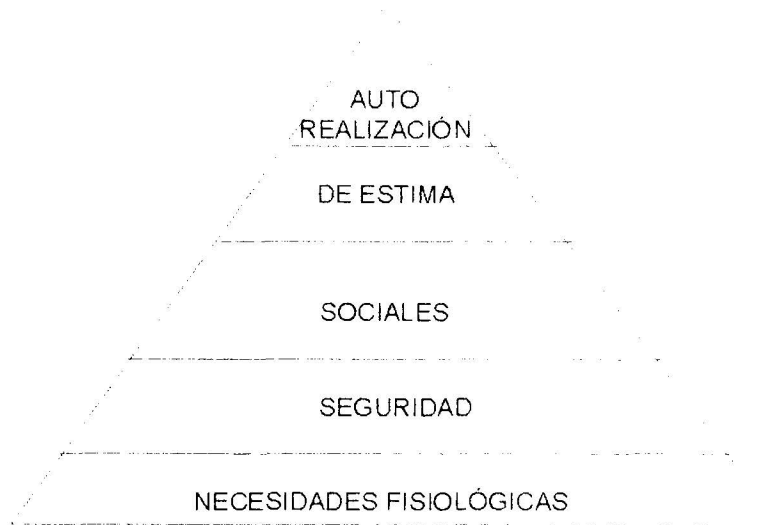 AUTO
REALIZACIÓN
DE ESTIMA
SOCIALES
SEGURIDAD
NECESIDADES FISIOLÓGICAS